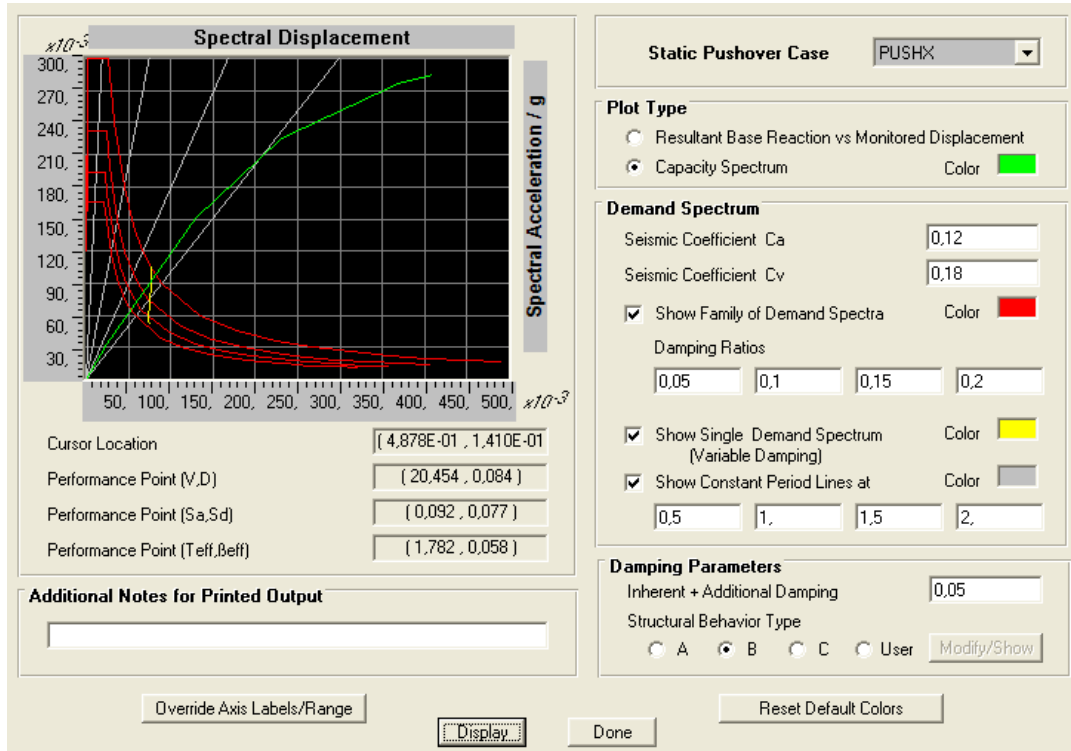 x10-3 Spectral Displacement
300,
270,
240,
210,
180,
150,
120,
90,
60,
30,
Spectral Acceleration / g
50, 100, 150, 200, 250, 300, 350, 400, 450, 500, x10-3
Cursor Location ( 4,878E-01 , 1,410E-01
Performance Point (V,D) ( 20,454 , 0,084 )
Performance Point (Sa,Sd) ( 0,092 , 0,077 )
Performance Point (Teff,ßeff) ( 1,782 , 0,058 )
Additional Notes for Printed Output
Override Axis Labels/Range
Static Pushover Case PUSHX
Plot Type
Resultant Base Reaction vs Monitored Displacement
Capacity Spectrum Color
Demand Spectrum
Seismic Coefficient Ca 0,12
Seismic Coefficient Cv 0,18
Show Family of Demand Spectra Color
Damping Ratios
0,05 0,1 0,15 0,2
Show Single Demand Spectrum Color
(Variable Damping)
Show Constant Period Lines at Color
0,5 1, 1,5 2,
Damping Parameters
Inherent + Additional Damping 0,05
Structural Behavior Type
A B C User Modify/Show
Reset Default Colors
Display Done